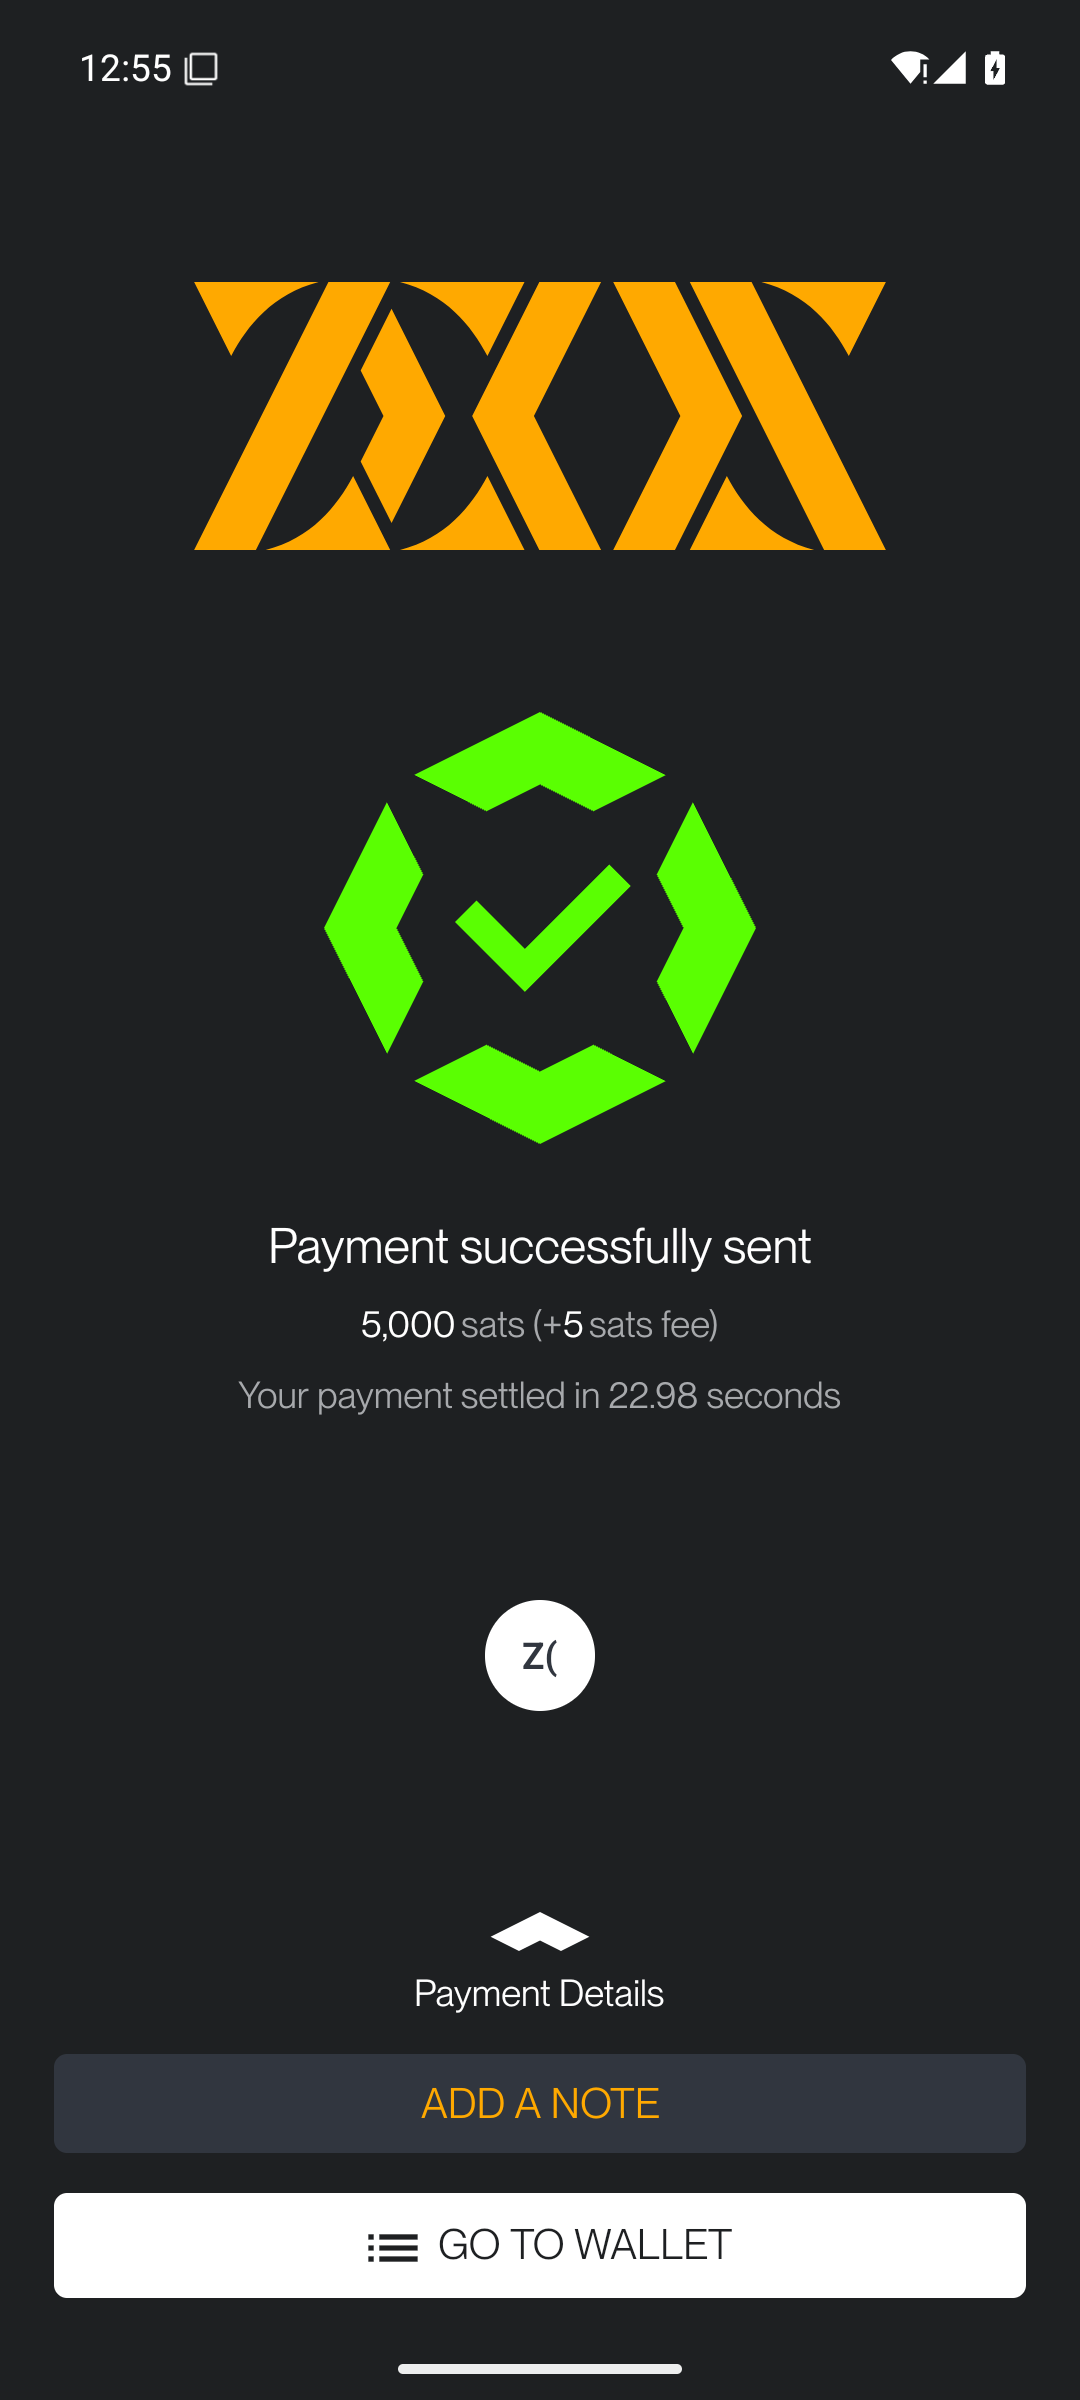 12:55
ZEUS
Payment successfully sent
5,000 sats (+5 sats fee)
Your payment settled in 22.98 seconds
Z(
Payment Details
ADD A NOTE
GO TO WALLET